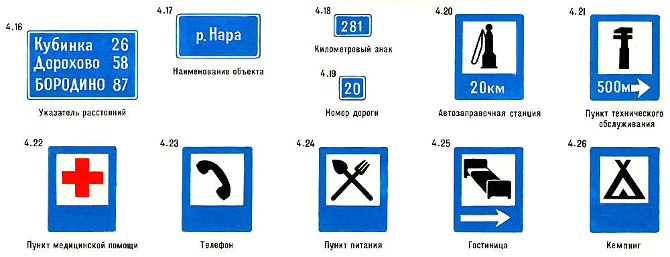 4.16
Кубинка 26
Дорохово 58
БОРОДИНО 87
Указатель расстояний
4.17
р. Нара
Наименование объекта
4.18
281
Километровый знак
4.19
20
Номер дороги
4.20
20км
Автозаправочная станция
4.21
500м
Пункт технического
обслуживания
4.22
Пункт медицинской помощи
4.23
Телефон
4.24
Пункт питания
4.25
Гостиница
4.26
Кемпинг